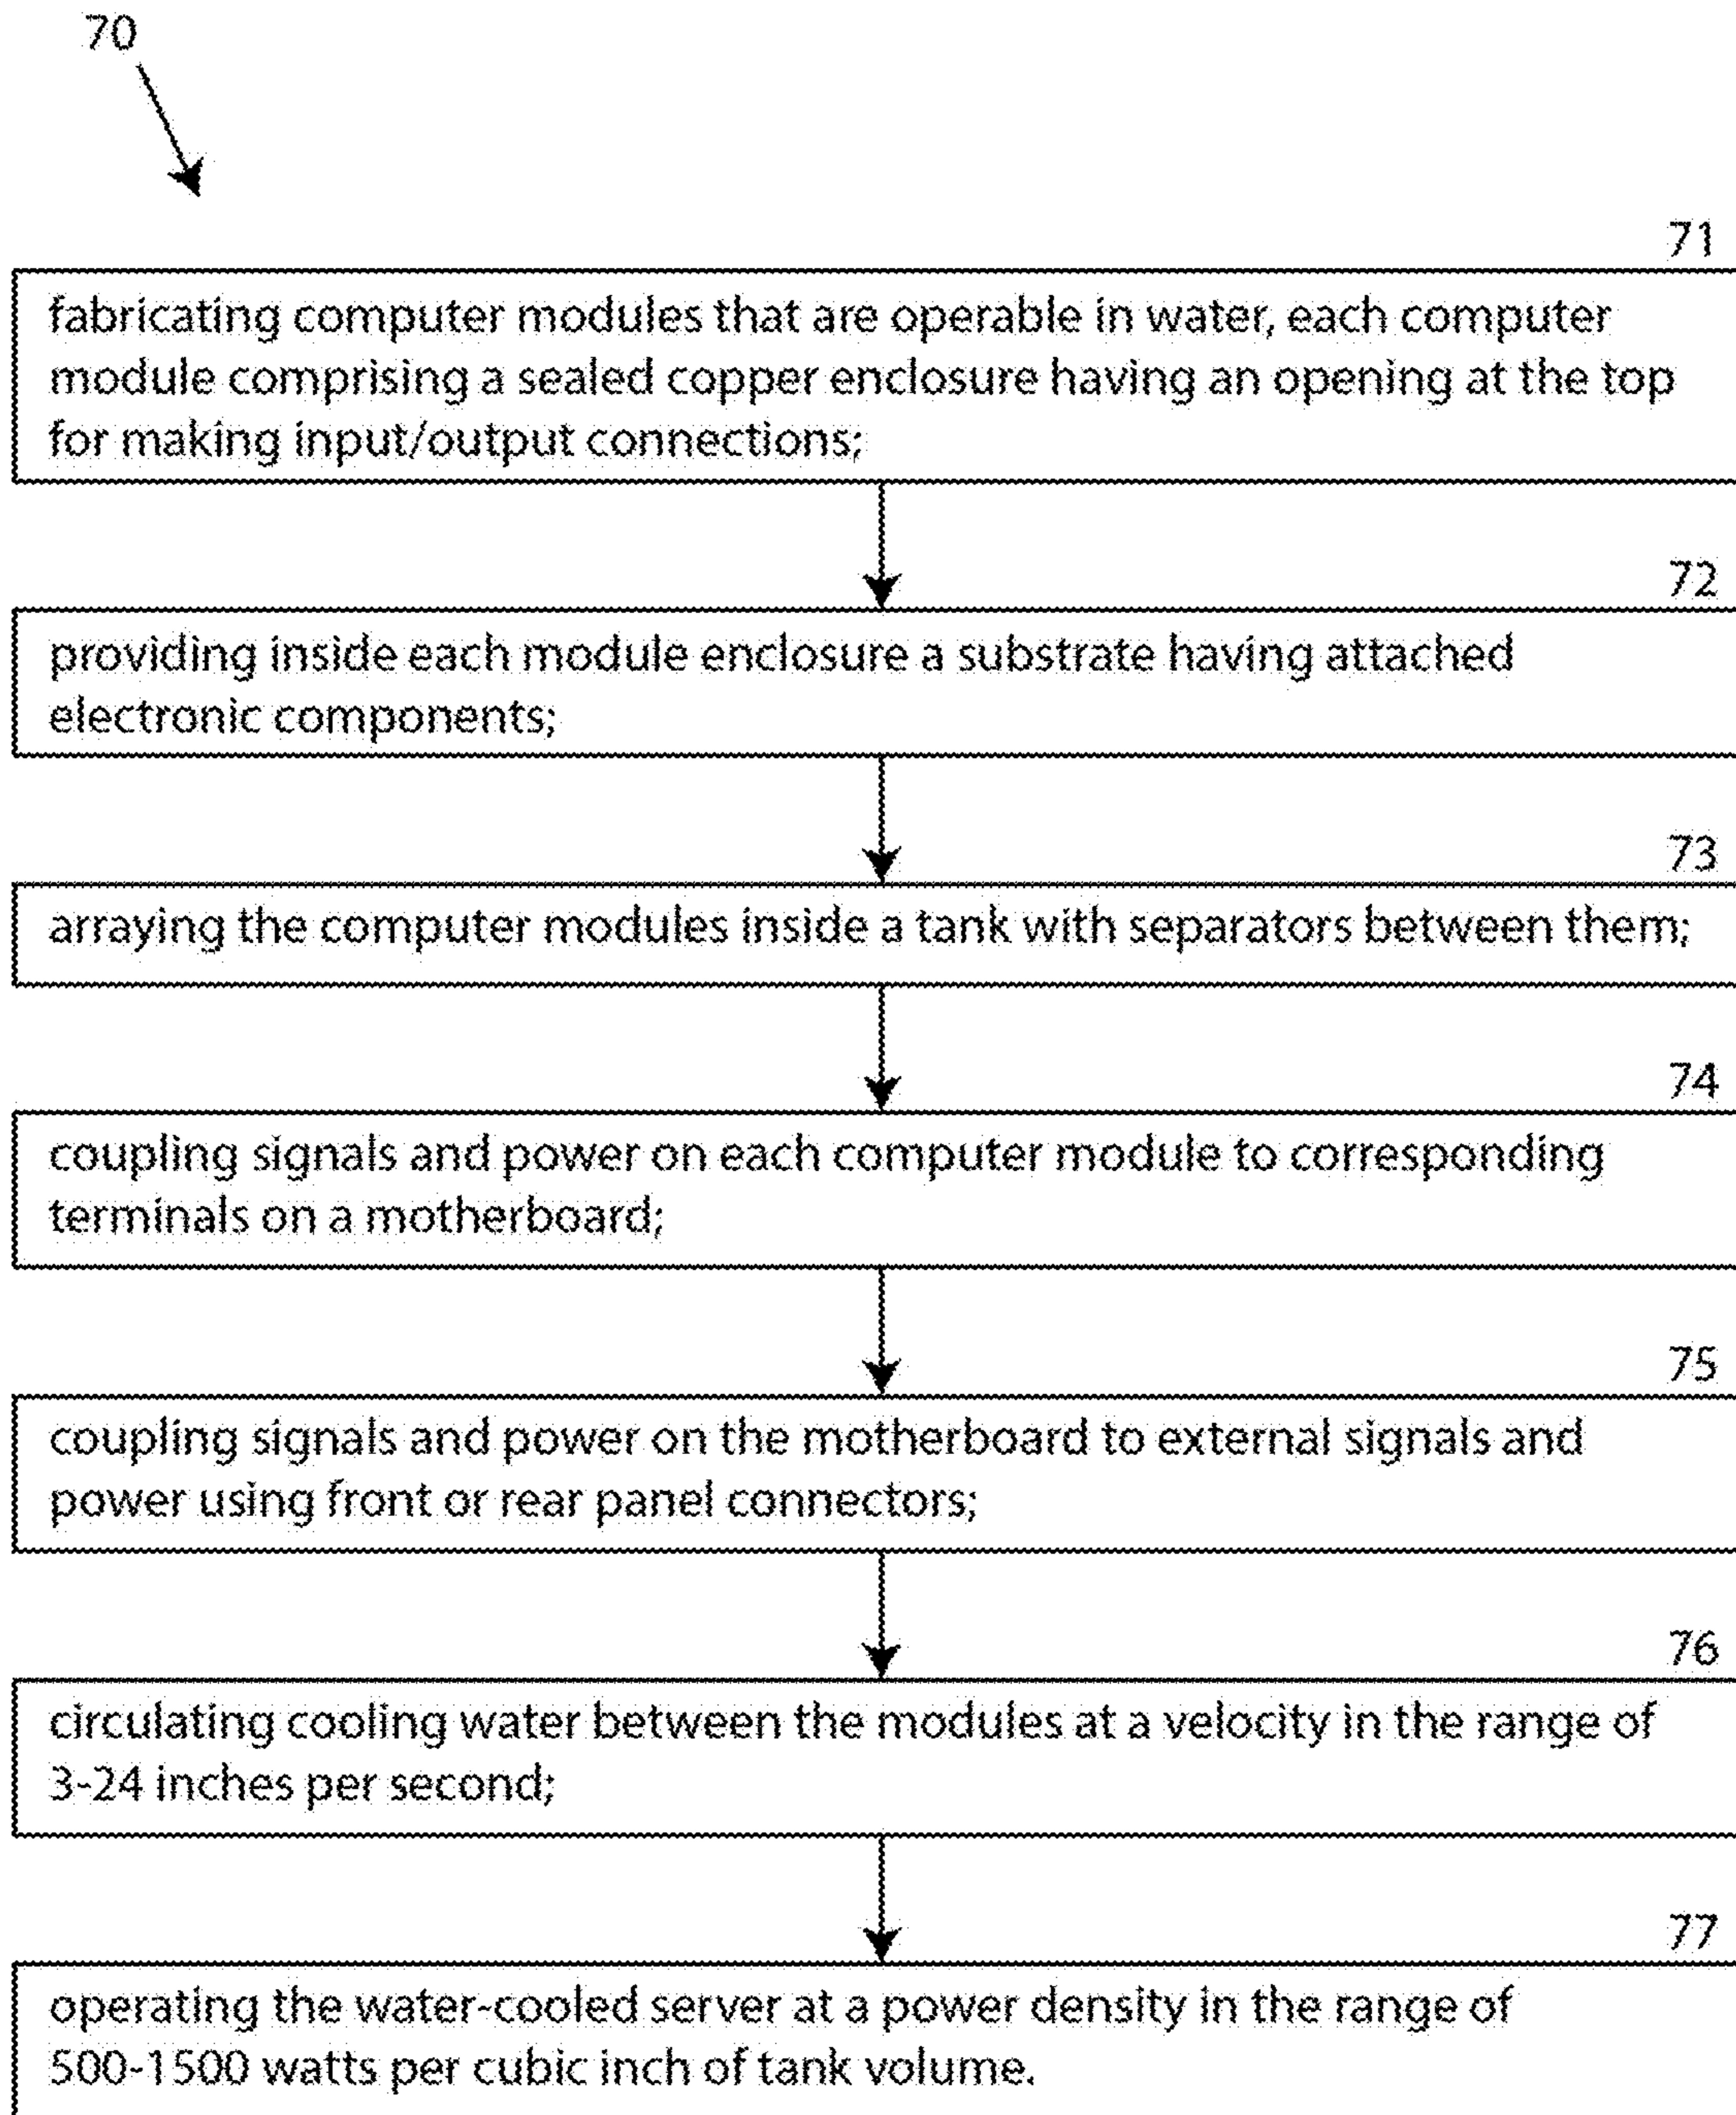 70
71
fabricating computer modules that are operable in water, each computer
module comprising a sealed copper enclosure having an opening at the top
for making input/output connections;
72
providing inside each module enclosure a substrate having attached
electronic components;
73
arraying the computer modules inside a tank with separators between them;
74
coupling signals and power on each computer module to corresponding
terminals on a motherboard;
75
coupling signals and power on the motherboard to external signals and
power using front or rear panel connectors;
76
circulating cooling water between the modules at a velocity in the range of
3-24 inches per second;
77
operating the water-cooled server at a power density in the range of
500-1500 watts per cubic inch of tank volume.